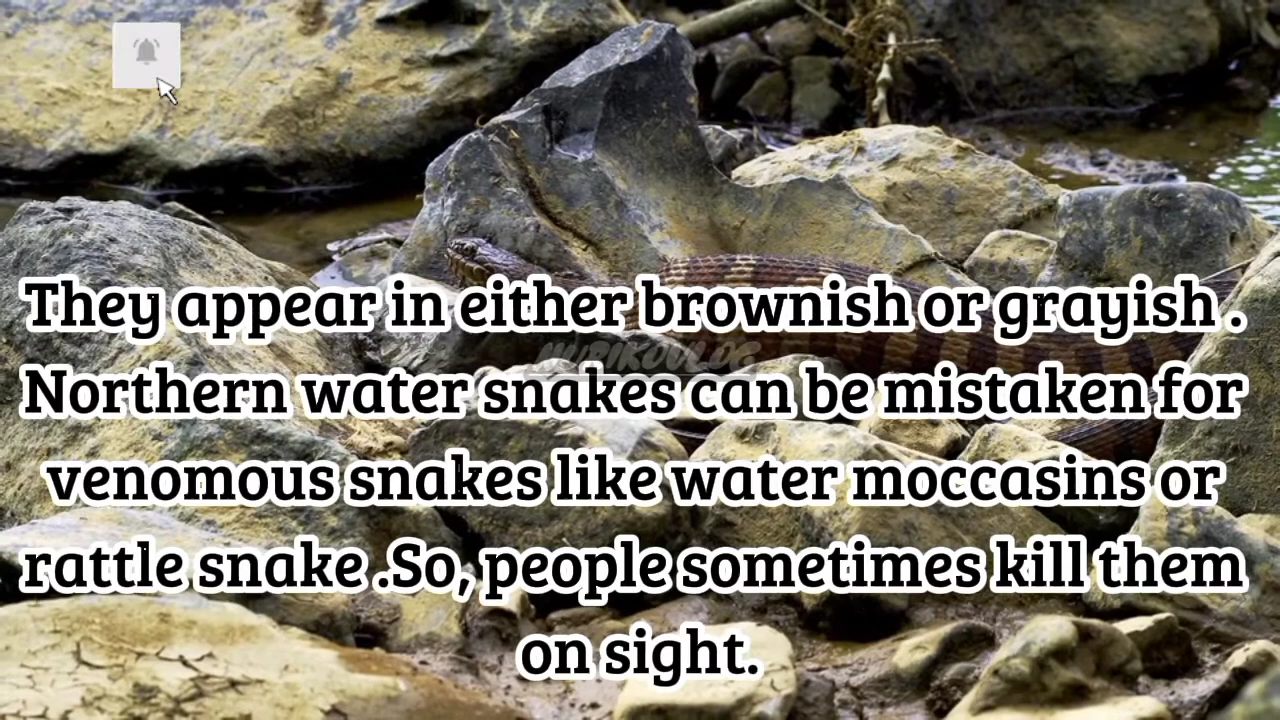 They appear in either brownish or grayish .
MUSIKOVLOG
Northern water snakes can be mistaken for
venomous snakes like water moccasins or
rattle snake .So, people sometimes kill them
on sight.